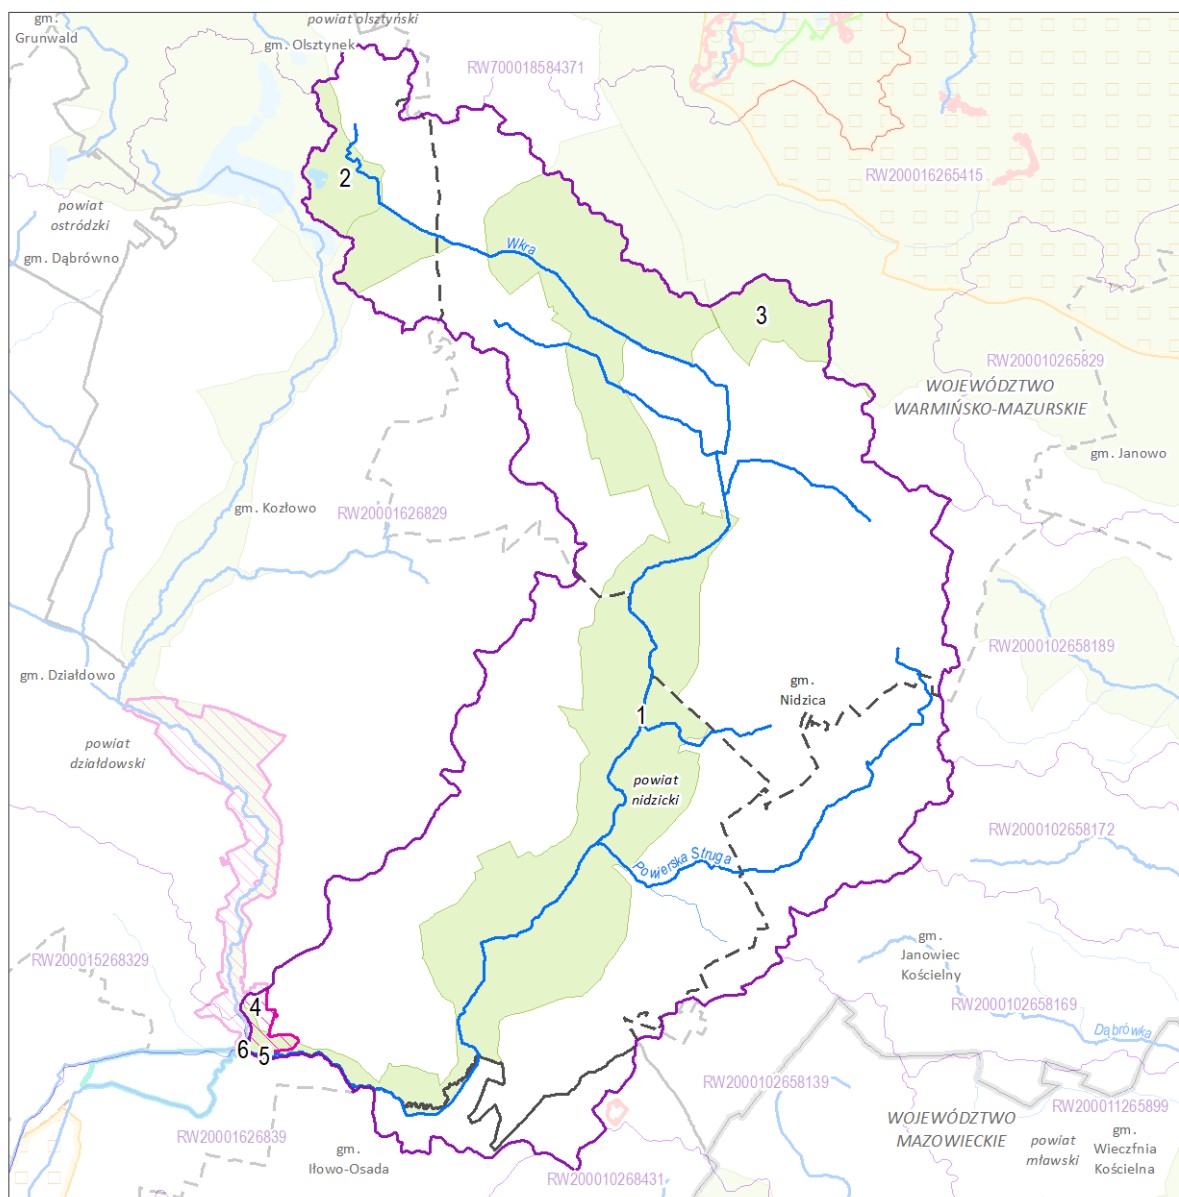 gm.
Grunwald
powiat olsztyński
gm. Olsztynek
RW700018584371
RW200016265415
2
powiat
ostródzki
gm. Dąbrówno
Wkra
3
RW200010265829
WOJEWÓDZTWO
WARMIŃSKO-MAZURSKIE
gm. Janowo
gm. Kozłowo
RW20001626829
RW2000102658189
gm. Działdowo
gm.
Nidzica
1
powiat
działdowski
powiat
nidzicki
RW2000102658172
Powierska Struga
gm.
Janowiec
Kościelny
RW200015268329
4
RW2000102658169
Dąbrówka
6
5
RW2000102658139
RW200011265899
WOJEWÓDZTWO
MAZOWIECKIE
powiat
mławski
gm.
Wieczfnia
Kościelna
RW20001626839
gm.
Iłowo-Osada
RW200010268431